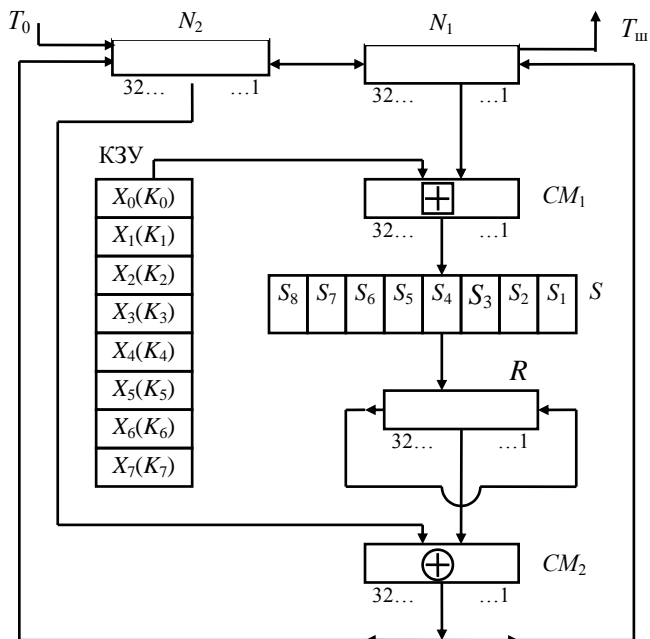 T₀ N₂ N₁ Tш
32… …1 32… …1
КЗУ
X₀(K₀) CM₁
X₁(K₁) 32… …1
X₂(K₂) S₈ S₇ S₆ S₅ S₄ S₃ S₂ S₁ S
X₃(K₃)
X₄(K₄) R
X₅(K₅)
X₆(K₆) 32… …1
X₇(K₇)
CM₂
32… …1